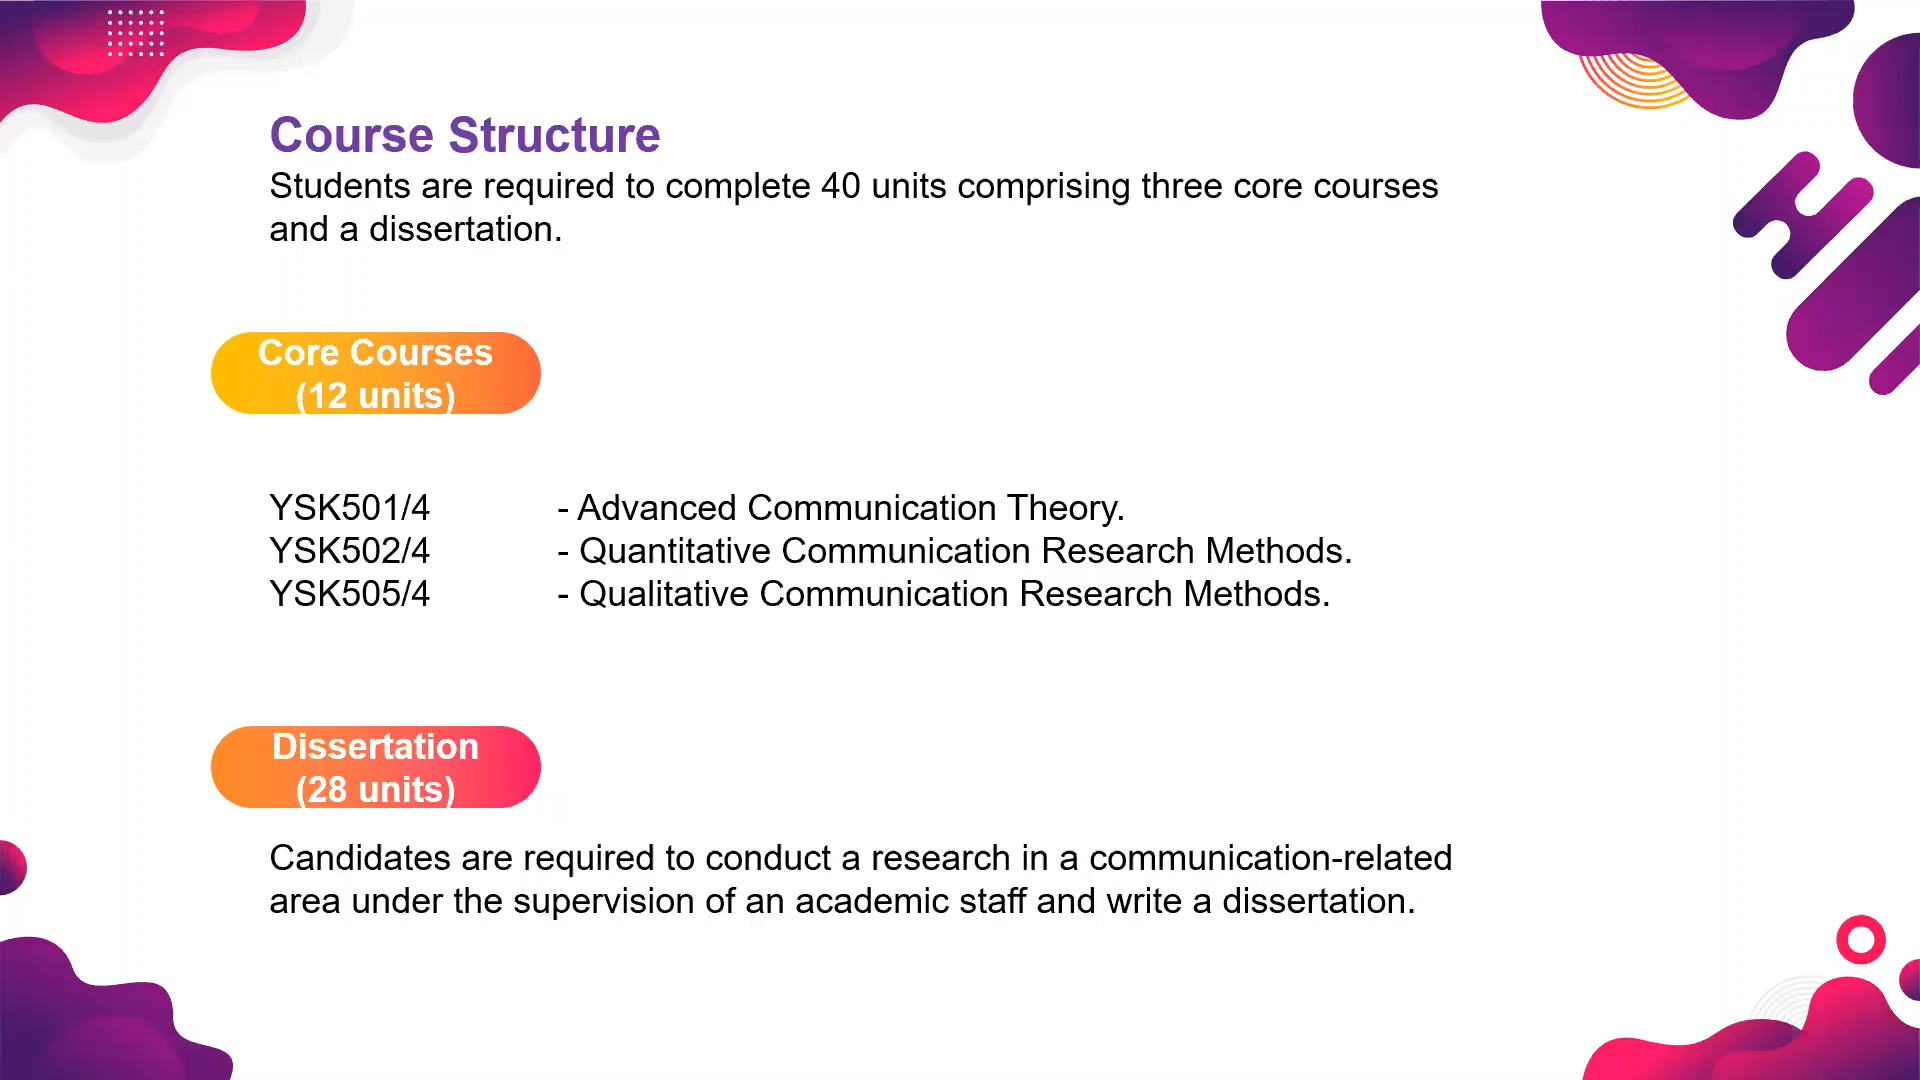 Course Structure
Students are required to complete 40 units comprising three core courses
and a dissertation.
Core Courses
(12 units)
YSK501/4 - Advanced Communication Theory.
YSK502/4 - Quantitative Communication Research Methods.
YSK505/4 - Qualitative Communication Research Methods.
Dissertation
(28 units)
Candidates are required to conduct a research in a communication-related
area under the supervision of an academic staff and write a dissertation.